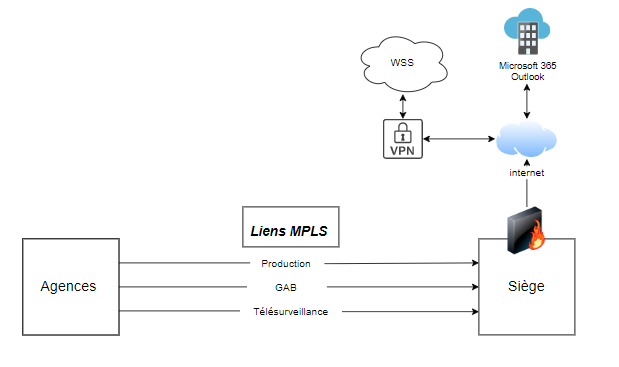 WSS
Microsoft 365
Outlook
VPN
internet
Liens MPLS
Production
Agences
GAB
Siège
Télésurveillance